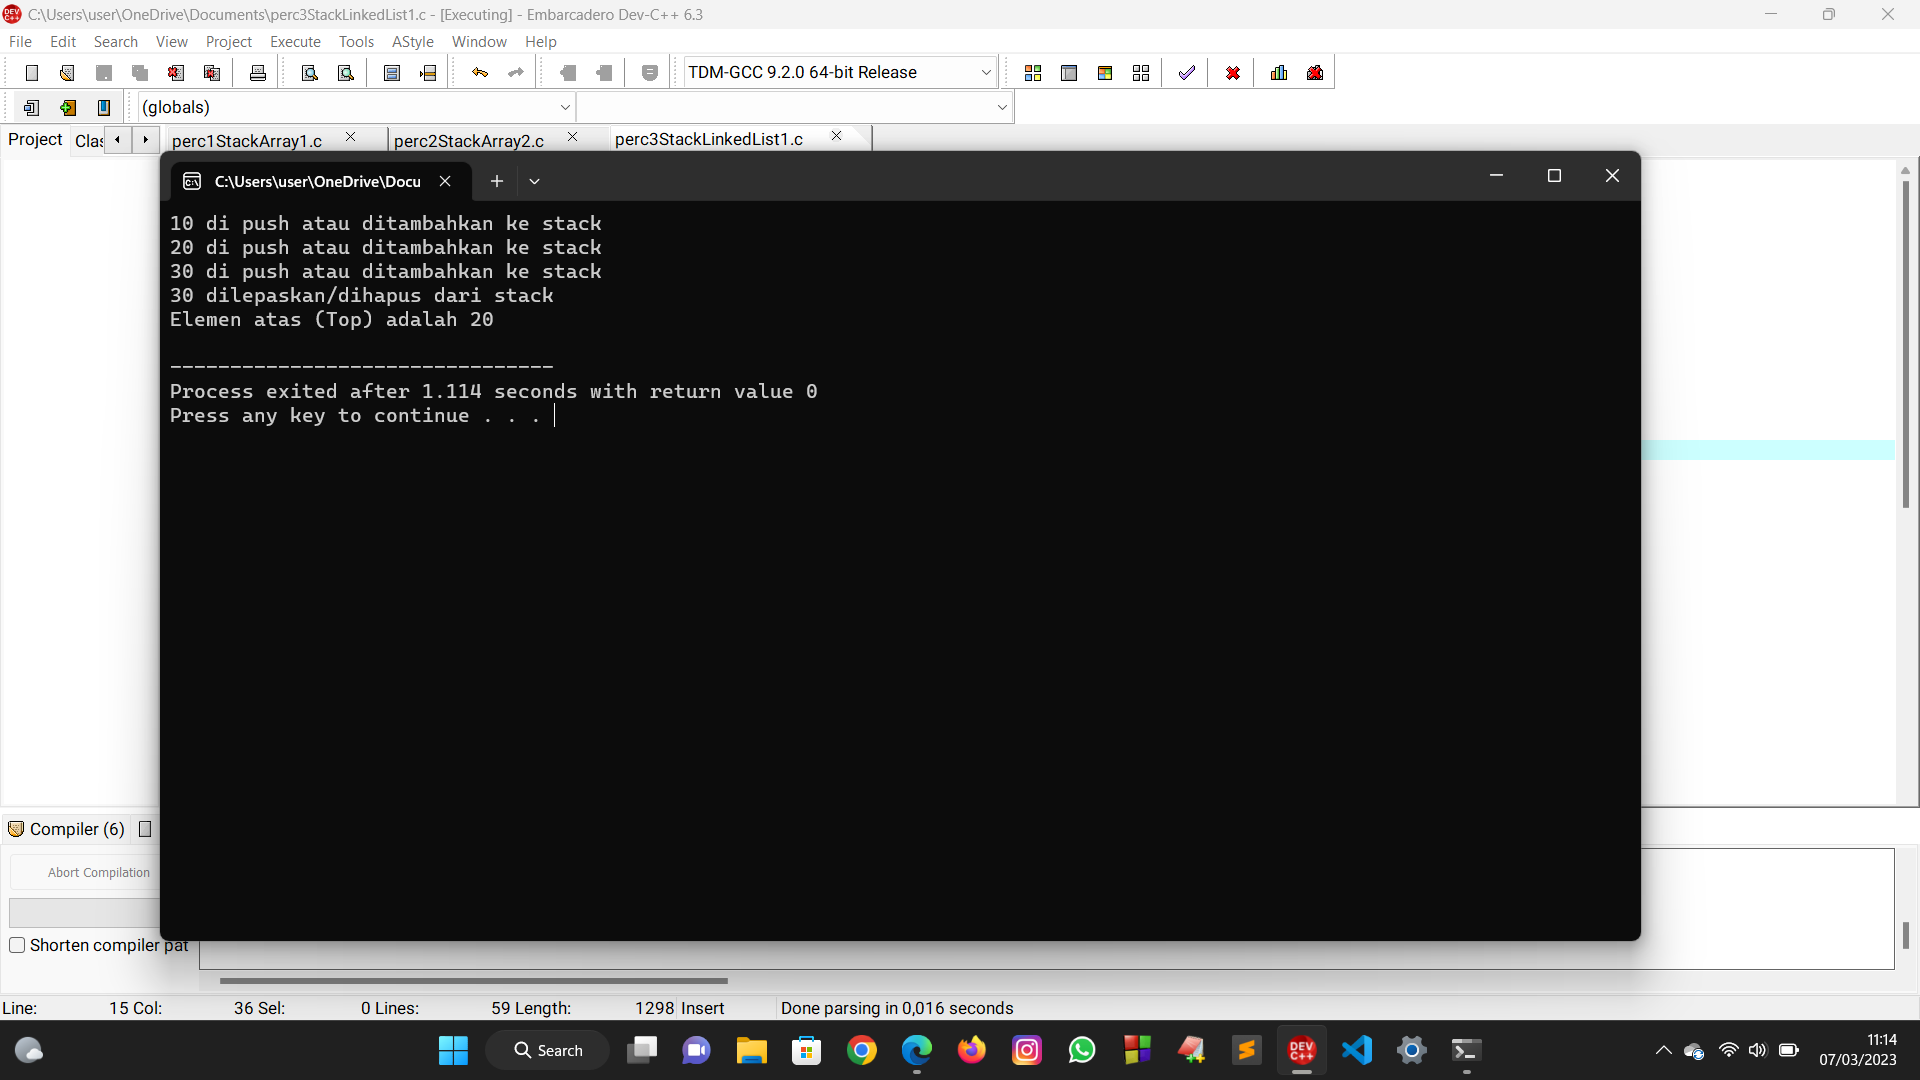 C:\Users\user\OneDrive\Documents\perc3StackLinkedList1.c - [Executing] - Embarcadero Dev-C++ 6.3
File Edit Search View Project Execute Tools AStyle Window Help
TDM-GCC 9.2.0 64-bit Release
(globals)
Project Clas perc1StackArray1.c perc2StackArray2.c perc3StackLinkedList1.c
C:\Users\user\OneDrive\Docu
10 di push atau ditambahkan ke stack
20 di push atau ditambahkan ke stack
30 di push atau ditambahkan ke stack
30 dilepaskan/dihapus dari stack
Elemen atas (Top) adalah 20
--------------------------------
Process exited after 1.114 seconds with return value 0
Press any key to continue . . .
Compiler (6)
Abort Compilation
Shorten compiler pat
Line: 15 Col: 36 Sel: 0 Lines: 59 Length: 1298 Insert Done parsing in 0,016 seconds
Search
DEV C++
11:14
07/03/2023